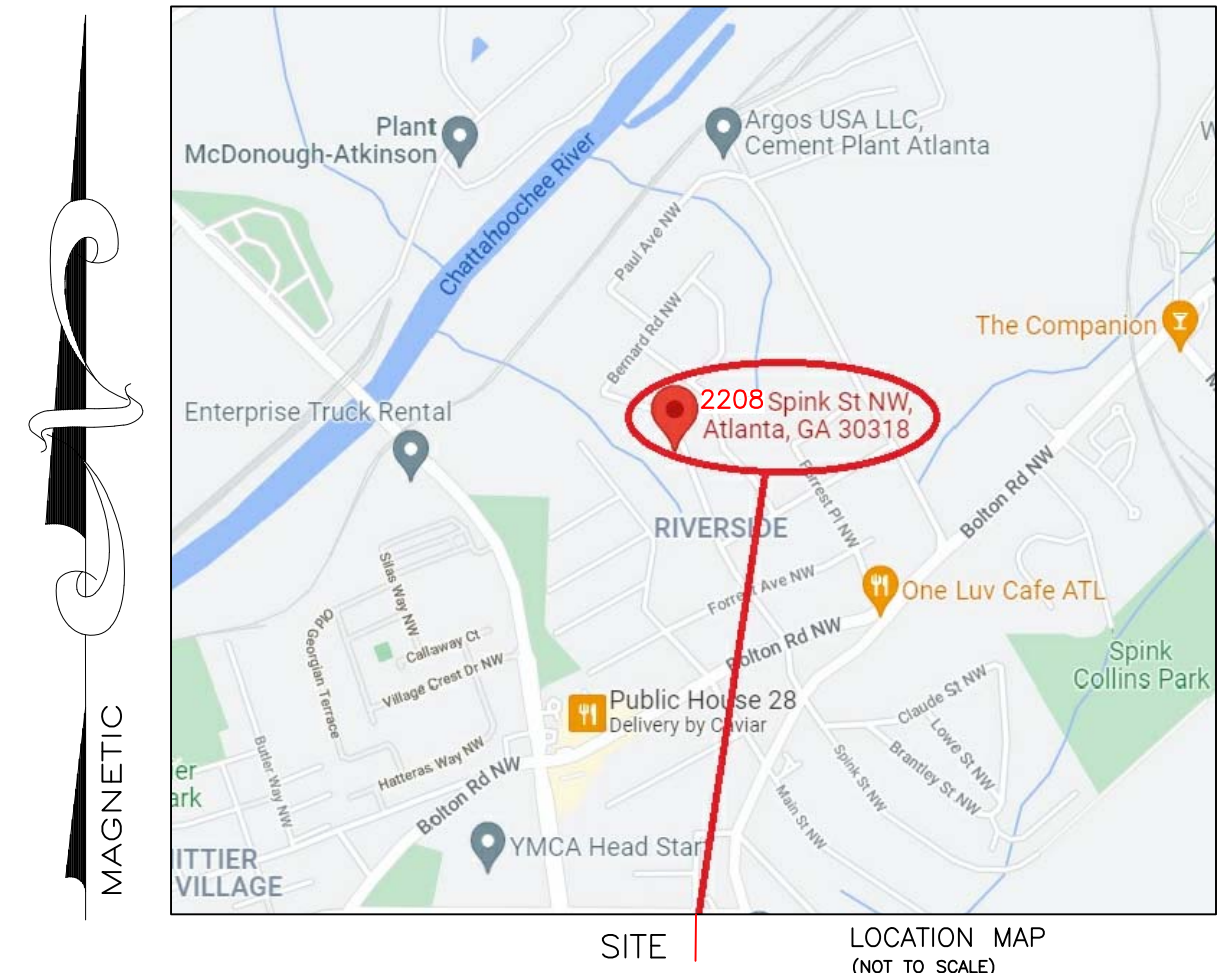 Plant
McDonough-Atkinson
Argos USA LLC,
Cement Plant Atlanta
W
Chattahoochee River
Paul Ave NW
Bernard Rd NW
The Companion
Enterprise Truck Rental
2208 Spink St NW,
Atlanta, GA 30318
Forrest Pl NW
Bolton Rd NW
RIVERSIDE
Silas Way NW
Forrest Ave NW
One Luv Cafe ATL
Old
Georgian Terrace
Callaway Ct
Bolton Rd NW
Spink
Collins Park
Village Crest Dr NW
Claude St NW
Public House 28
Delivery by Caviar
Lowe St NW
Butler Way NW
Hatteras Way NW
Spink St NW
Brantley St NW
er
ark
Bolton Rd NW
Main St NW
MAGNETIC
YMCA Head Star
ITTIER
VILLAGE
SITE
LOCATION MAP
(NOT TO SCALE)